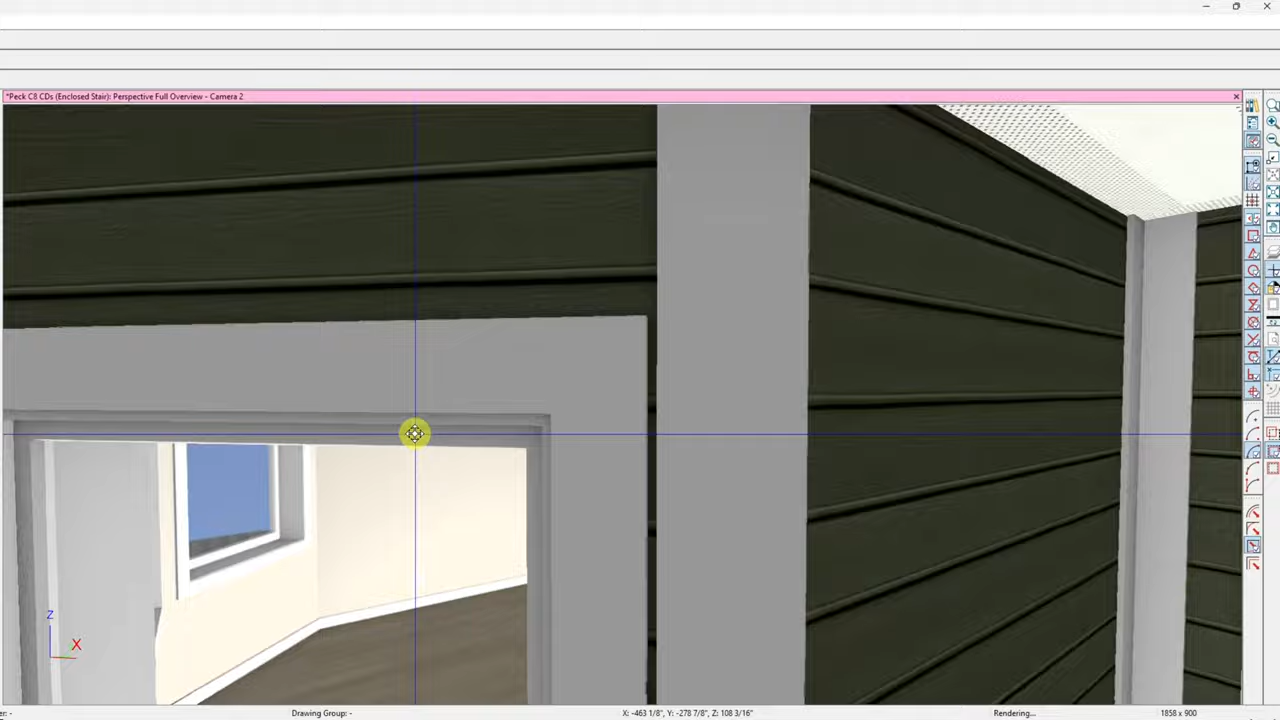 *Peck C8 CDs (Enclosed Stair): Perspective Full Overview - Camera 2
Z
X
er: -
Drawing Group: -
X: -463 1/8", Y: -278 7/8", Z: 108 3/16"
Rendering...
1858 x 900